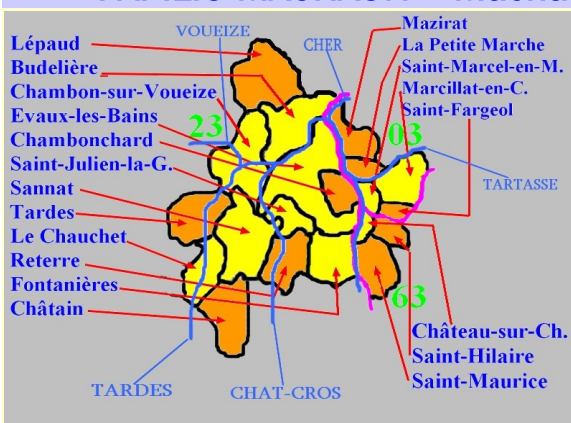 VOUEIZE
CHER
Lépaud
Budelière
Chambon-sur-Voueize
Evaux-les-Bains
Chambonchard
Saint-Julien-la-G.
Sannat
Tardes
Le Chauchet
Reterre
Fontanières
Châtain
Mazirat
La Petite Marche
Saint-Marcel-en-M.
Marcillat-en-C.
Saint-Fargeol
23
03
TARTASSE
63
Château-sur-Ch.
Saint-Hilaire
Saint-Maurice
TARDES
CHAT-CROS